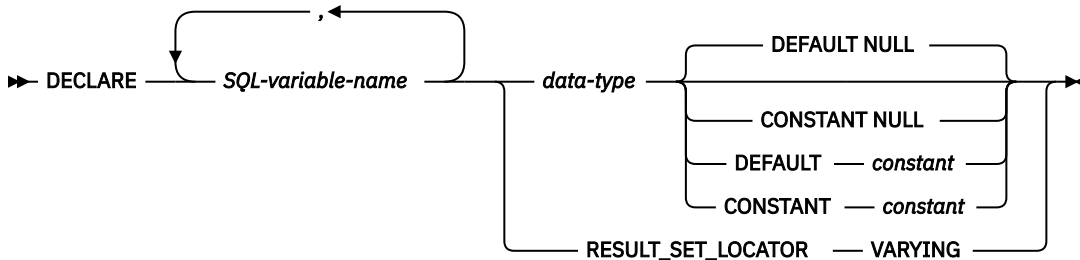 ,
DEFAULT NULL
DECLARE SQL-variable-name data-type
CONSTANT NULL
DEFAULT constant
CONSTANT constant
RESULT_SET_LOCATOR VARYING